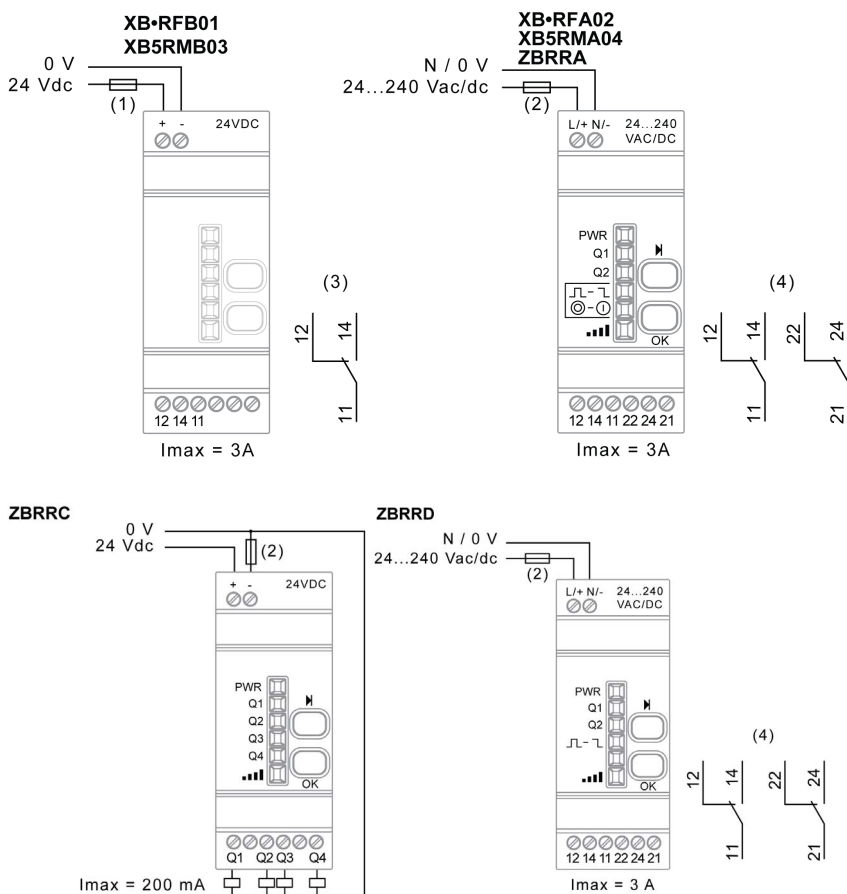 XB•RFB01
XB5RMB03
0 V
24 Vdc
(1)
+ - 24VDC
(3)
12 14
11
12 14 11
Imax = 3A
XB•RFA02
XB5RMA04
ZBRRA
N / 0 V
24...240 Vac/dc
(2)
L/+ N/- 24...240
VAC/DC
PWR
Q1
Q2
OK
(4)
12 14 22 24
11 21
12 14 11 22 24 21
Imax = 3A
ZBRRC
0 V
24 Vdc
(2)
+ - 24VDC
PWR
Q1
Q2
Q3
Q4
OK
Q1 Q2 Q3 Q4
Imax = 200 mA
ZBRRD
N / 0 V
24...240 Vac/dc
(2)
L/+ N/- 24...240
VAC/DC
PWR
Q1
Q2
OK
(4)
12 14 22 24
11 21
12 14 11 22 24 21
Imax = 3 A